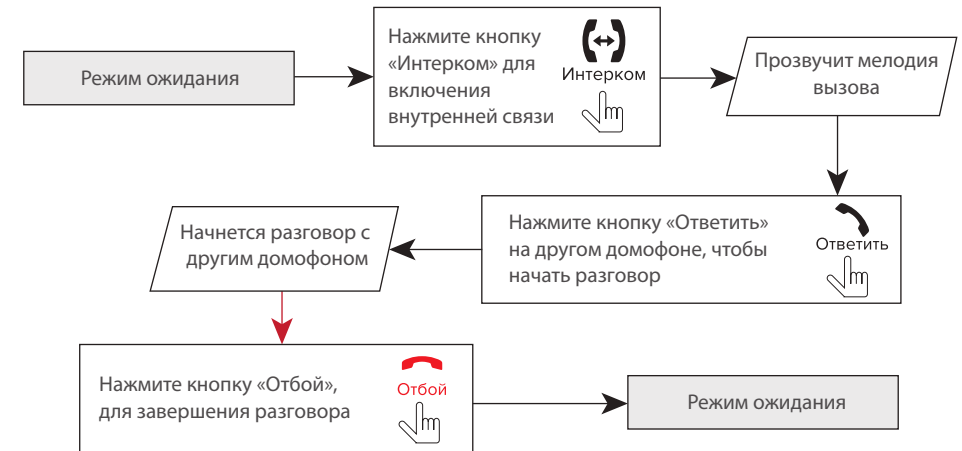 Режим ожидания
Нажмите кнопку
«Интерком» для
включения
внутренней связи
Интерком
Прозвучит мелодия
вызова
Нажмите кнопку «Ответить»
на другом домофоне, чтобы
начать разговор
Ответить
Начнется разговор с
другим домофоном
Нажмите кнопку «Отбой»,
для завершения разговора
Отбой
Режим ожидания